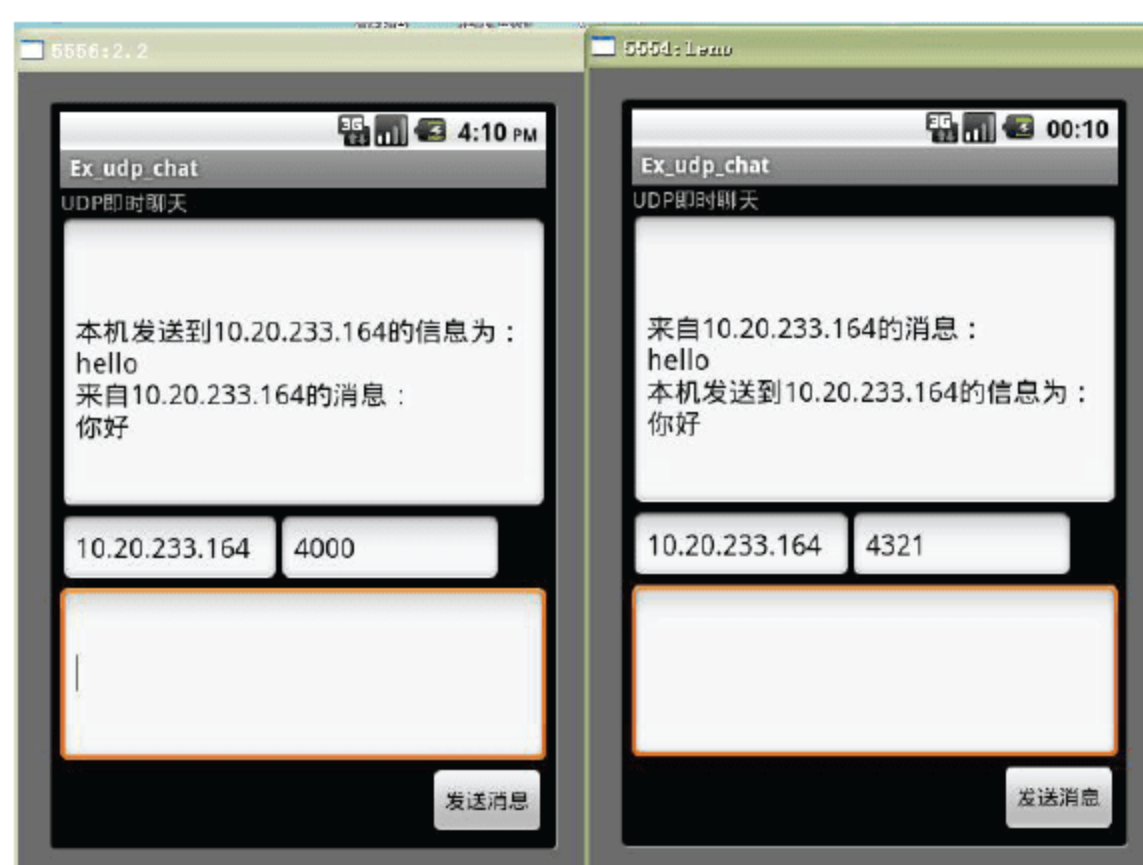 5556:2.2
3G
4:10 PM
Ex_udp_chat
UDP即时聊天
本机发送到10.20.233.164的信息为:
hello
来自10.20.233.164的消息:
你好
10.20.233.164
4000
发送消息
5554:Leno
3G
00:10
Ex_udp_chat
UDP即时聊天
来自10.20.233.164的消息:
hello
本机发送到10.20.233.164的信息为:
你好
10.20.233.164
4321
发送消息